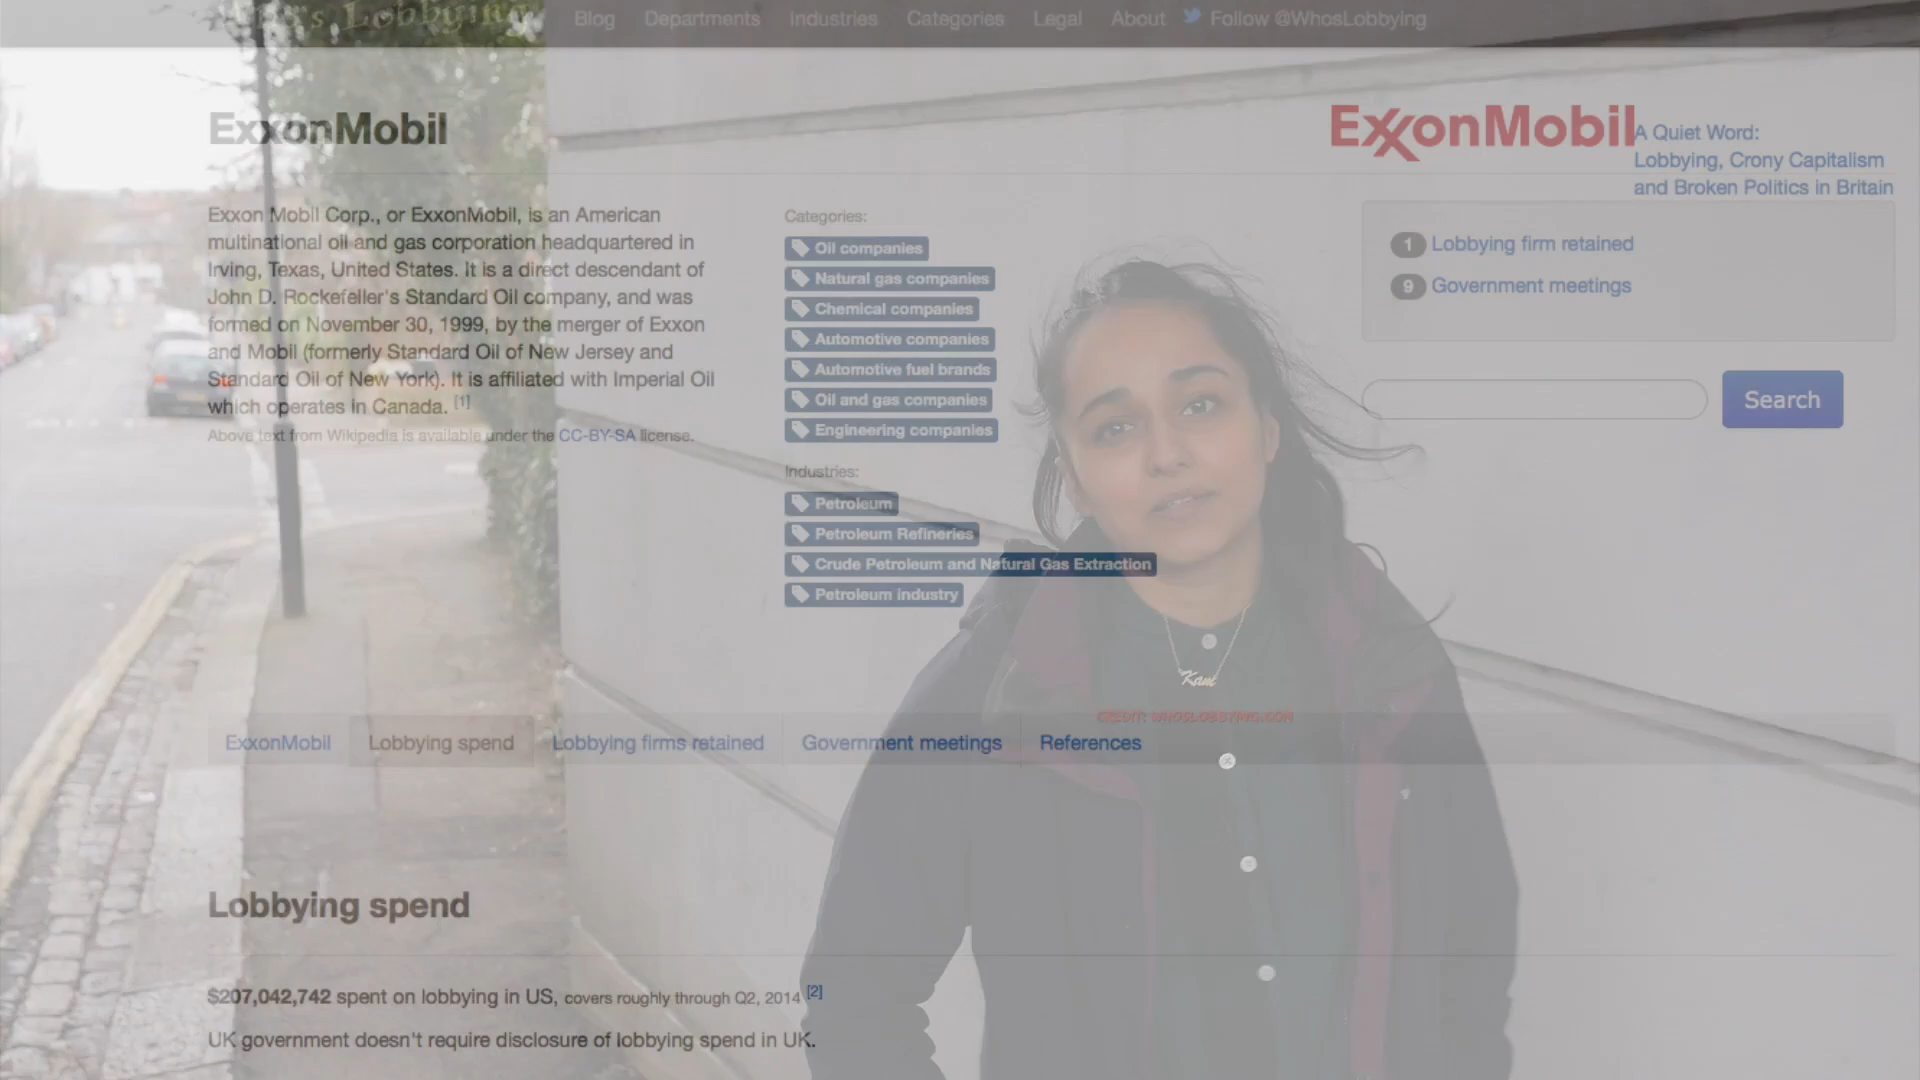 Who's Lobbying
Blog
Departments
Industries
Categories
Legal
About
Follow @WhosLobbying
ExxonMobil
ExxonMobil
A Quiet Word:
Lobbying, Crony Capitalism
and Broken Politics in Britain
Exxon Mobil Corp., or ExxonMobil, is an American
multinational oil and gas corporation headquartered in
Irving, Texas, United States. It is a direct descendant of
John D. Rockefeller's Standard Oil company, and was
formed on November 30, 1999, by the merger of Exxon
and Mobil (formerly Standard Oil of New Jersey and
Standard Oil of New York). It is affiliated with Imperial Oil
which operates in Canada. [1]
Above text from Wikipedia is available under the CC-BY-SA license.
Categories:
Oil companies
Natural gas companies
Chemical companies
Automotive companies
Automotive fuel brands
Oil and gas companies
Engineering companies
Industries:
Petroleum
Petroleum Refineries
Crude Petroleum and Natural Gas Extraction
Petroleum industry
1 Lobbying firm retained
9 Government meetings
Search
Kami
CREDIT: WHOSLOBBYING.COM
ExxonMobil
Lobbying spend
Lobbying firms retained
Government meetings
References
Lobbying spend
$207,042,742 spent on lobbying in US, covers roughly through Q2, 2014 [2]
UK government doesn't require disclosure of lobbying spend in UK.